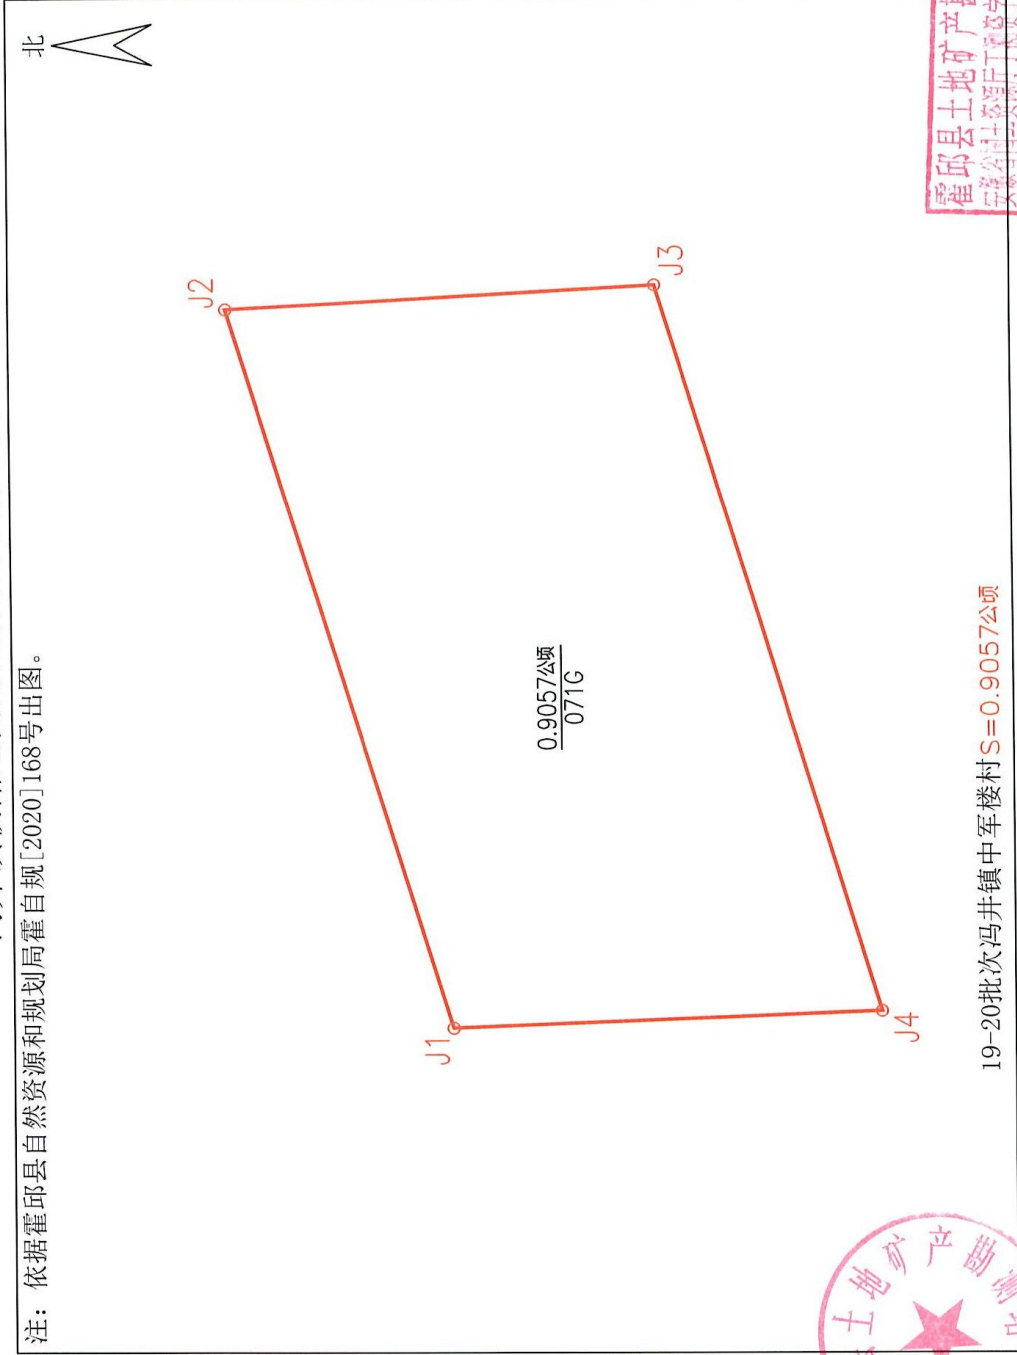 注：依据霍邱县自然资源和规划局霍自规[2020]168号出图。
北
J1
J2
J3
J4
0.9057公顷
071G
19-20批次冯井镇中军楼村S=0.9057公顷
霍邱县土地矿产勘
土地矿产勘测